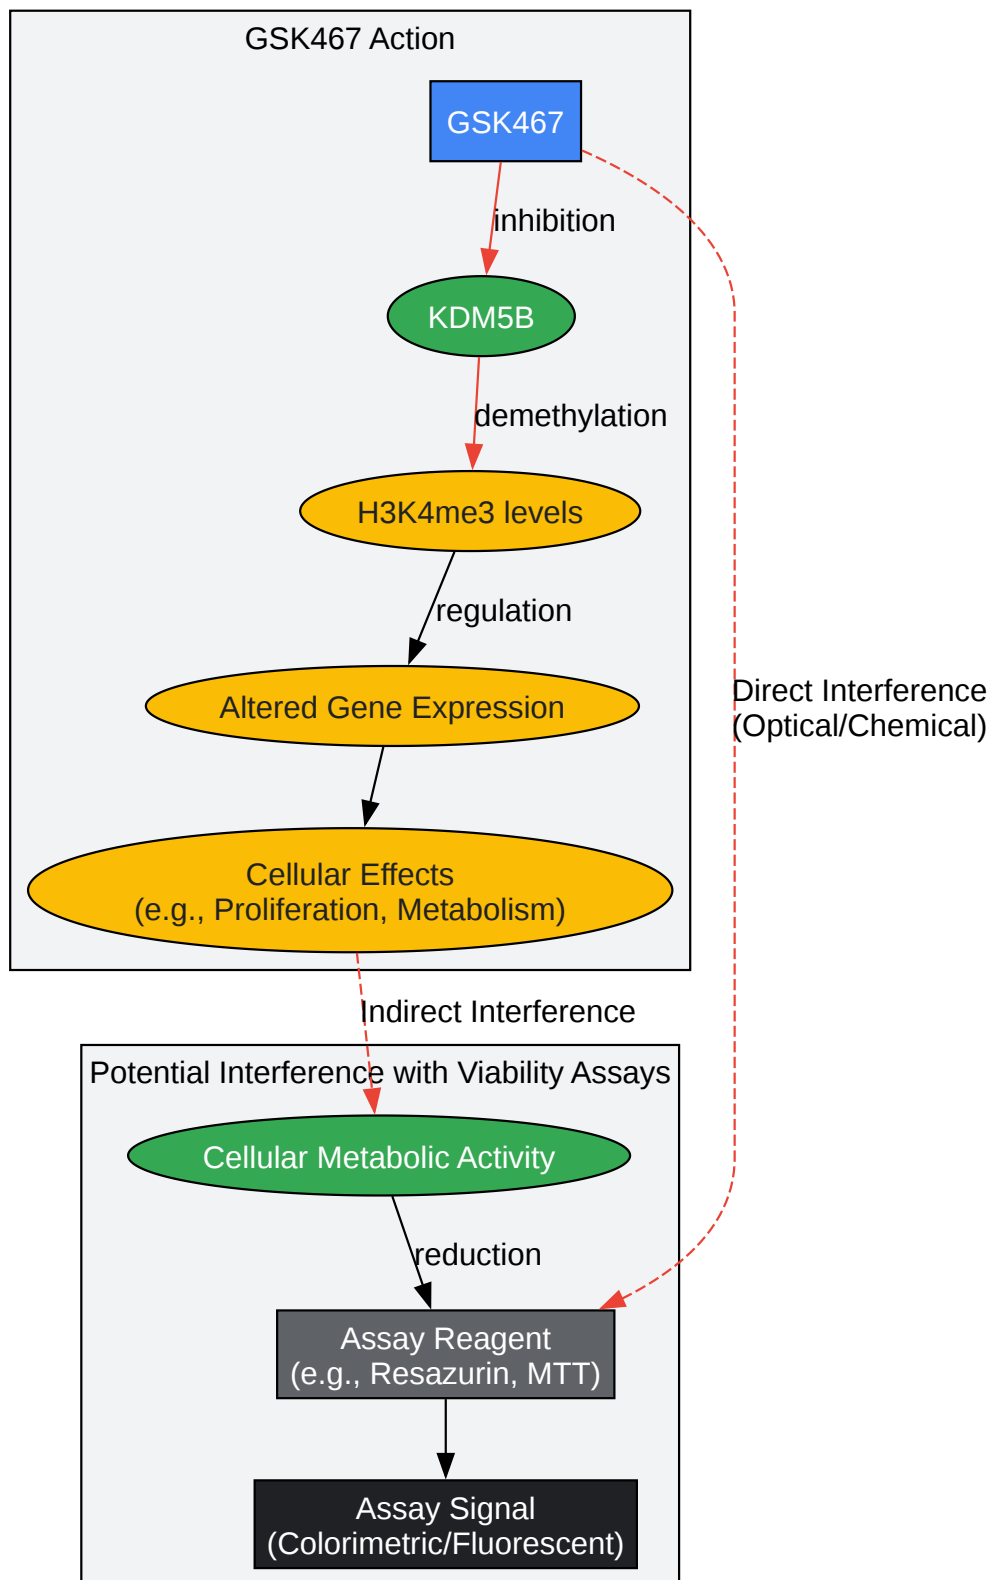 GSK467 Action
GSK467
inhibition
KDM5B
demethylation
H3K4me3 levels
regulation
Altered Gene Expression
Direct Interference
(Optical/Chemical)
Cellular Effects
(e.g., Proliferation, Metabolism)
Indirect Interference
Potential Interference with Viability Assays
Cellular Metabolic Activity
reduction
Assay Reagent
(e.g., Resazurin, MTT)
Assay Signal
(Colorimetric/Fluorescent)